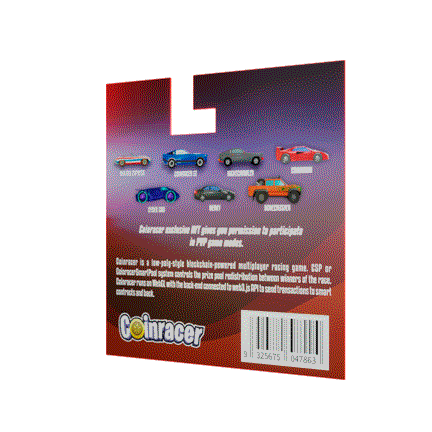 Coinracer exclusive NFT gives you permission to participate
in PVP game modes.
Coinracer is a low-poly-style blockchain-powered multiplayer racing game. CSP or
CoinracerSmartPool system controls the prize pool redistribution between winners of the race.
Coinracer runs on WebGL with the back-end connected to web3.js API to send transactions to smart
contracts and back.
Coinracer
9 325675 047863